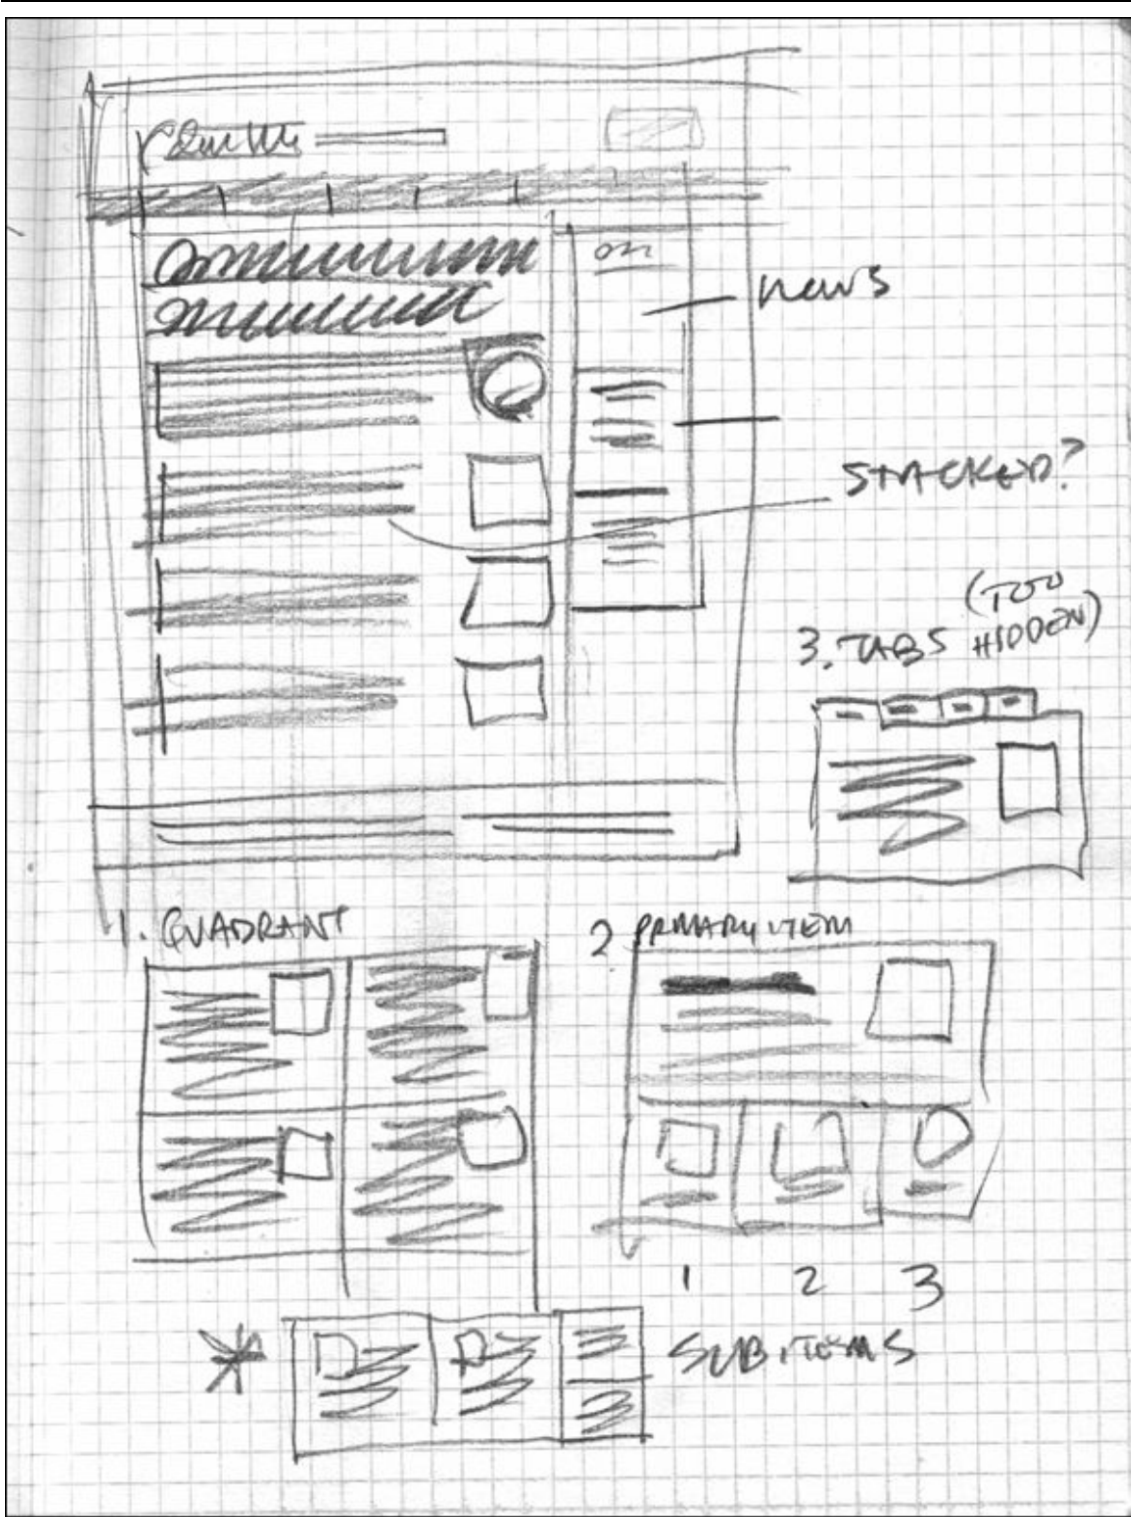 news
STACKED?
3. TABS (TOO HIDDEN)
1. QUADRANT
2 PRIMARY ITEM
1 2 3
SUB ITEMS